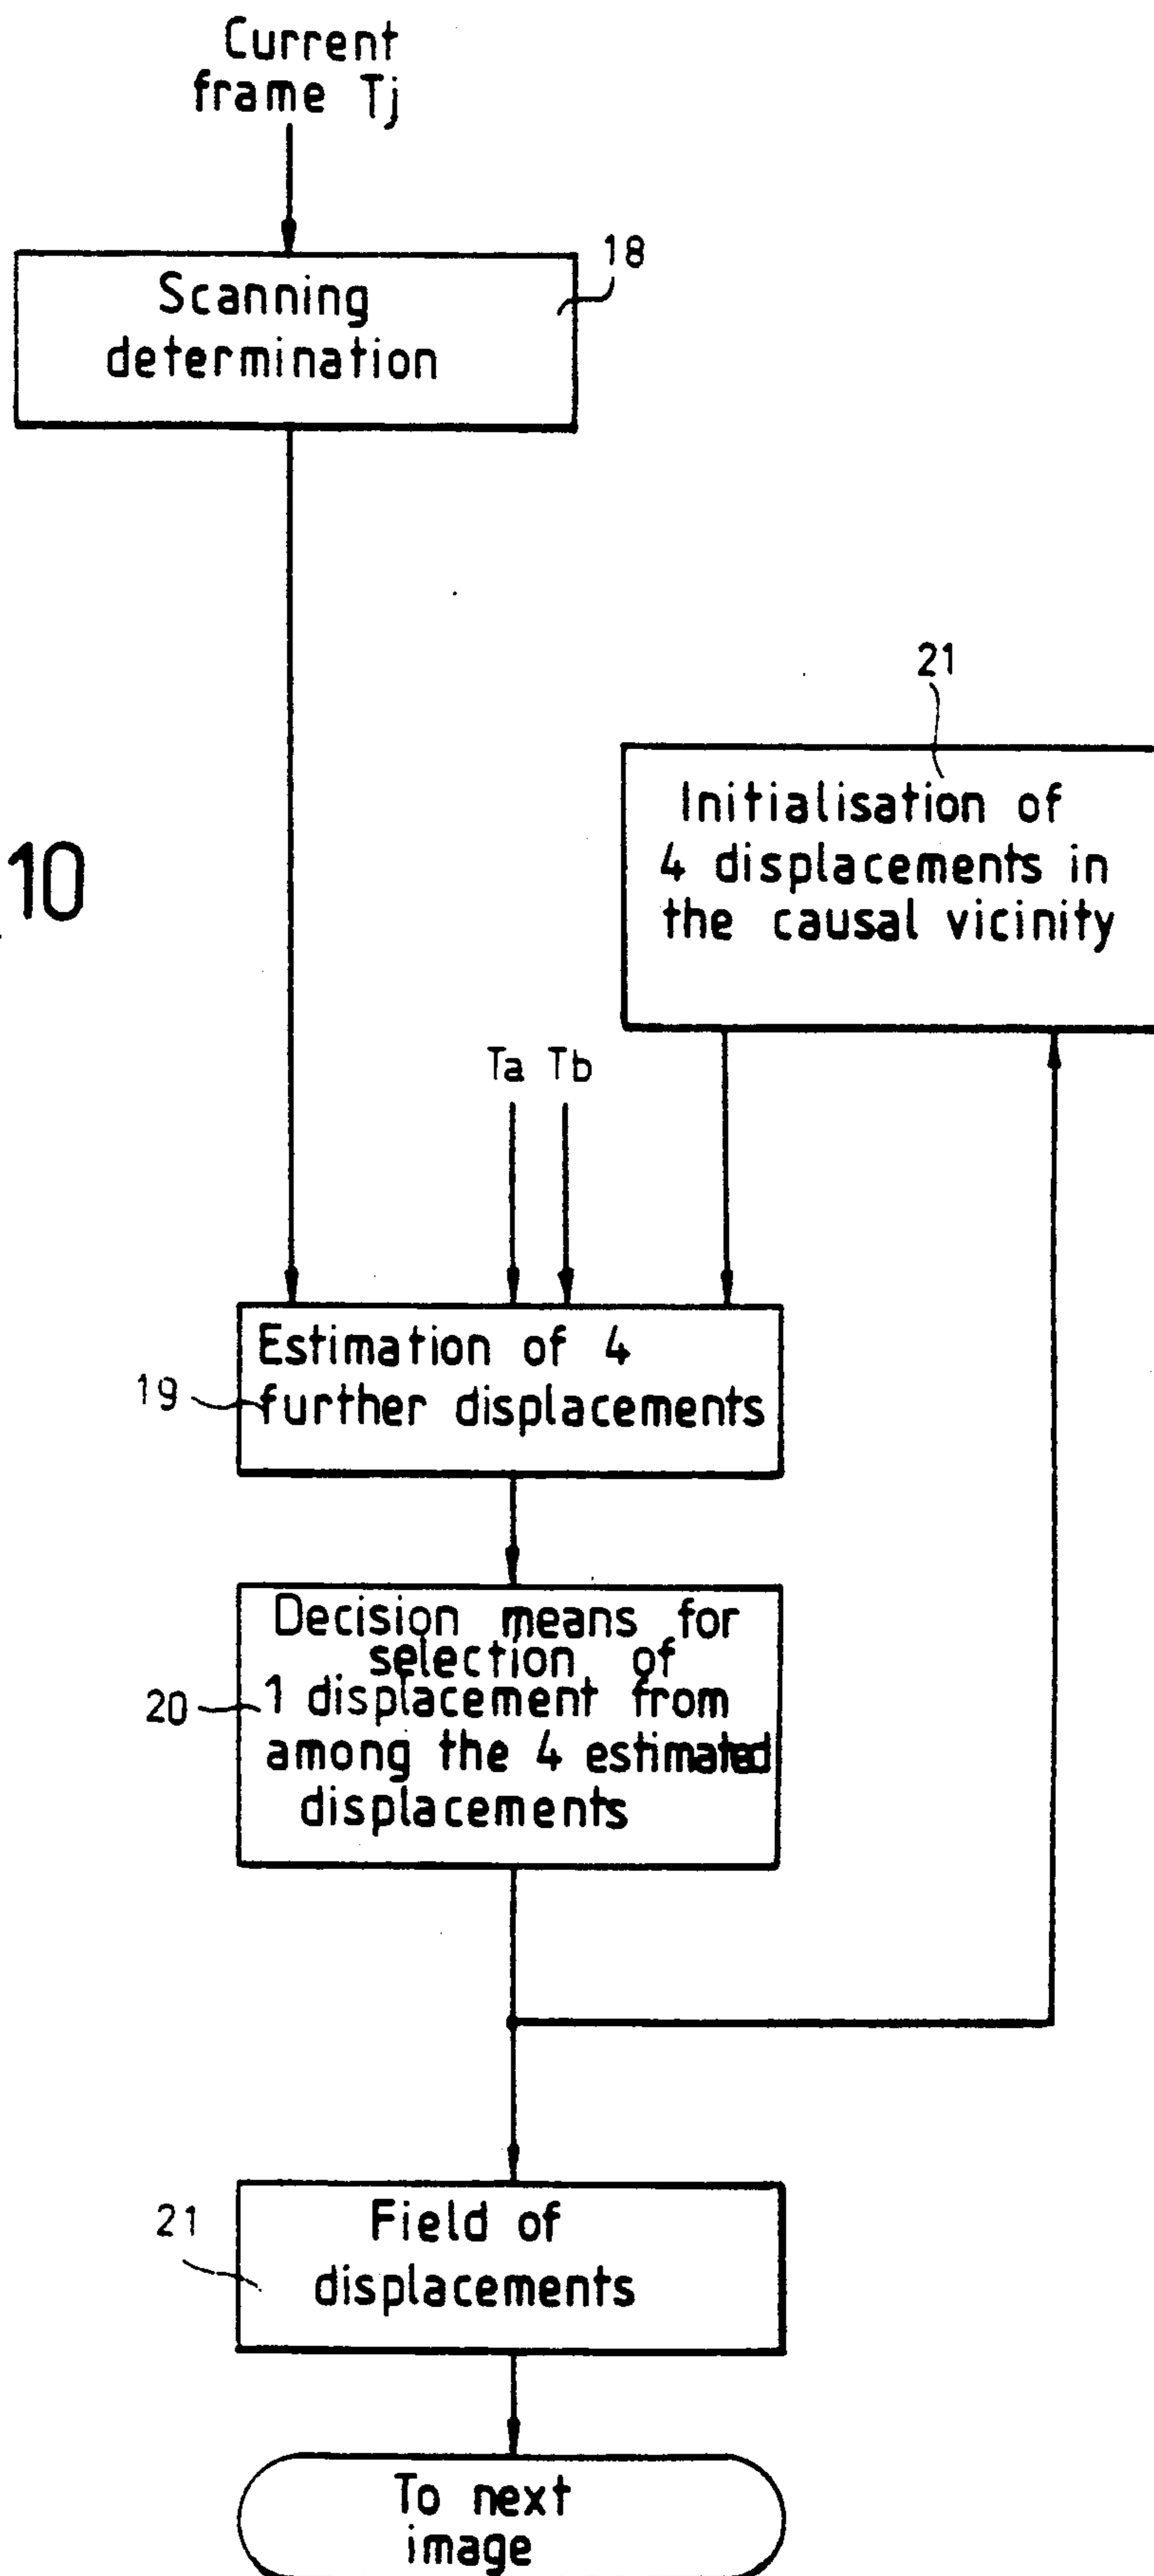 Current
frame Tj
18
Scanning
determination
21
Initialisation of
4 displacements in
the causal vicinity
10
Ta Tb
19
Estimation of 4
further displacements
20
Decision means for
selection of
1 displacement from
among the 4 estimated
displacements
21
Field of
displacements
To next
image